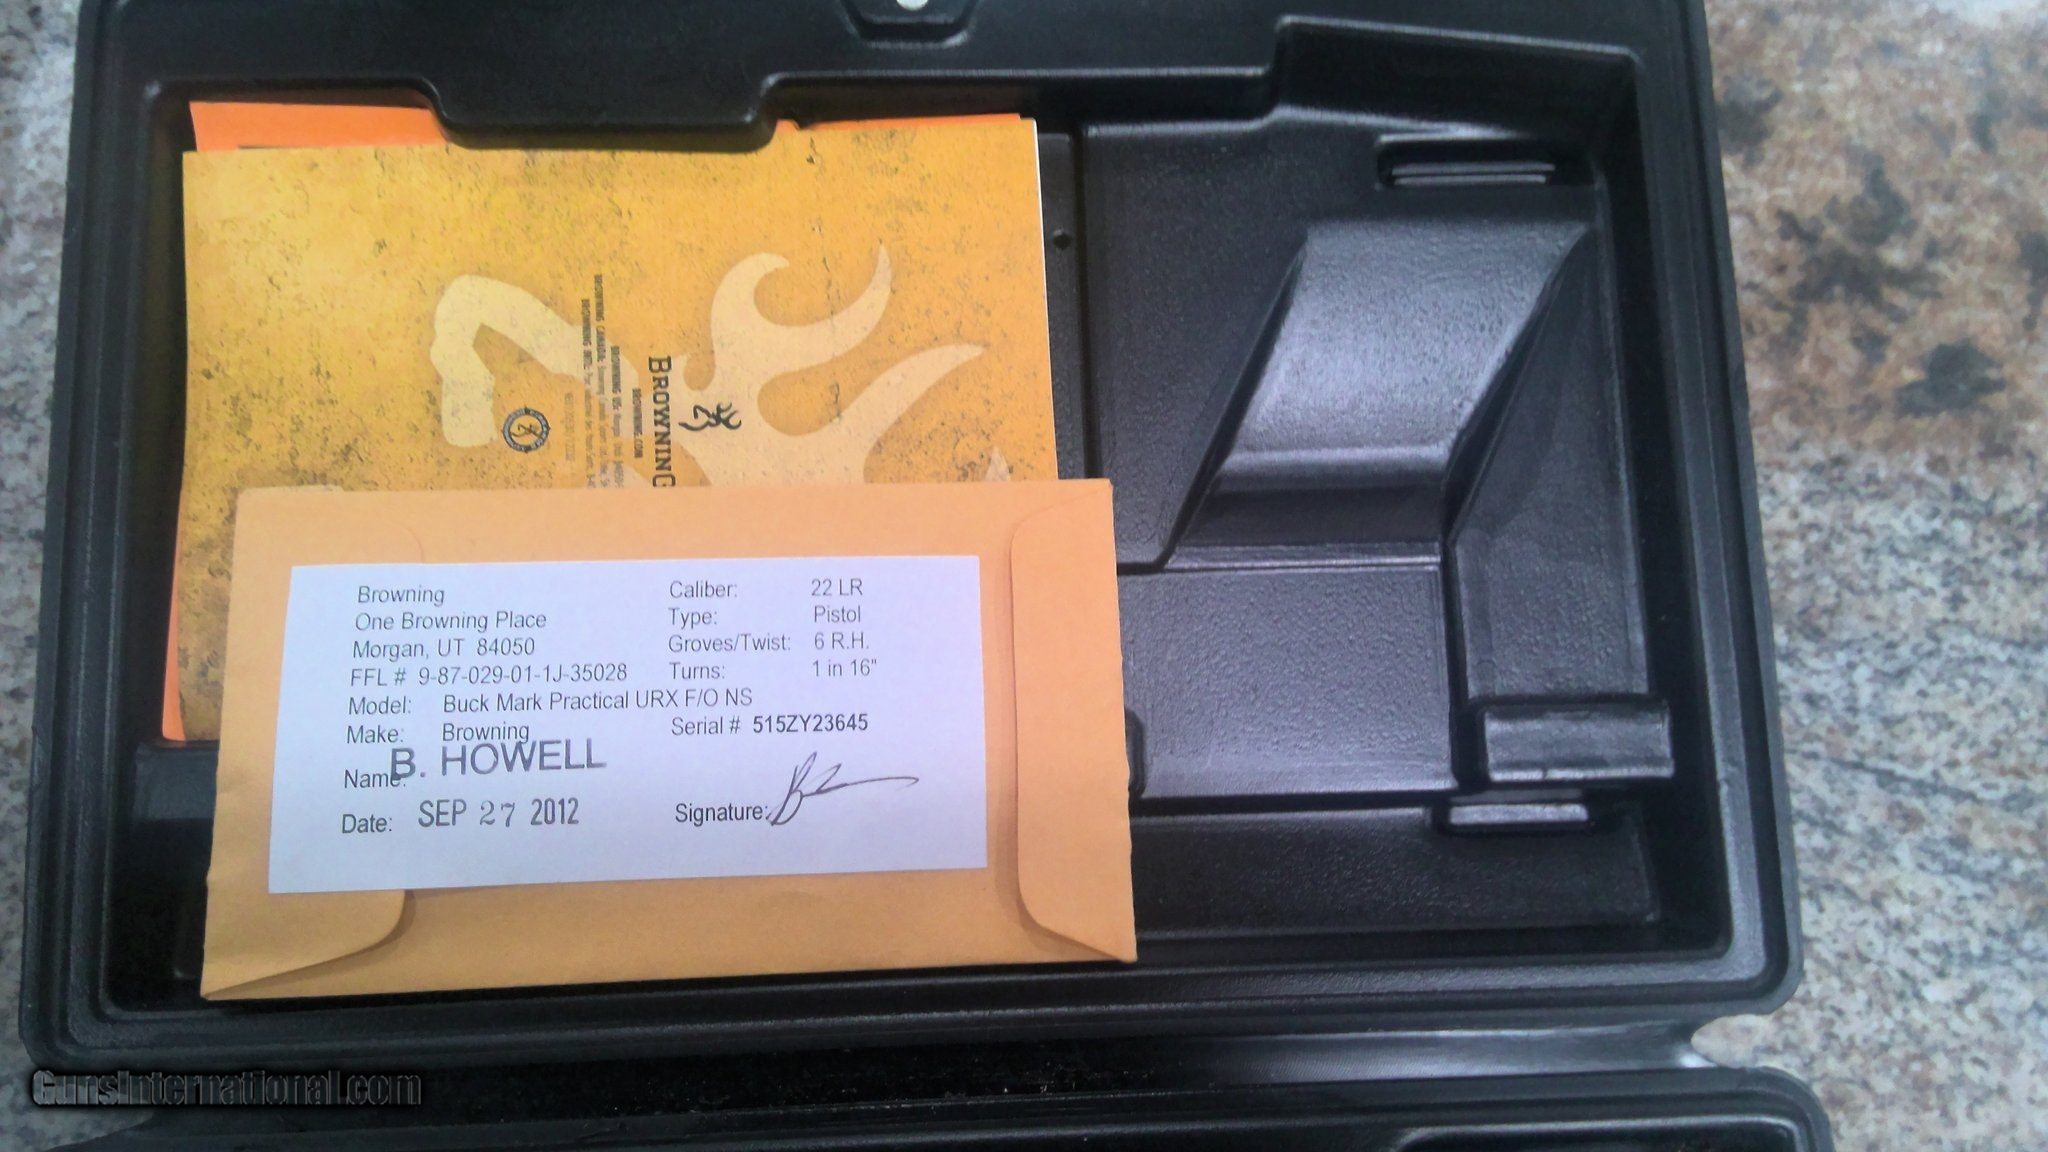 BROWNING
BROWNING.COM
Browning Caliber: 22 LR
One Browning Place Type: Pistol
Morgan, UT 84050 Groves/Twist: 6 R.H.
FFL # 9-87-029-01-1J-35028 Turns: 1 in 16"
Model: Buck Mark Practical URX F/O NS
Make: Browning Serial # 515ZY23645
Name: B. HOWELL
Date: SEP 27 2012 Signature:
GunsInternational.com